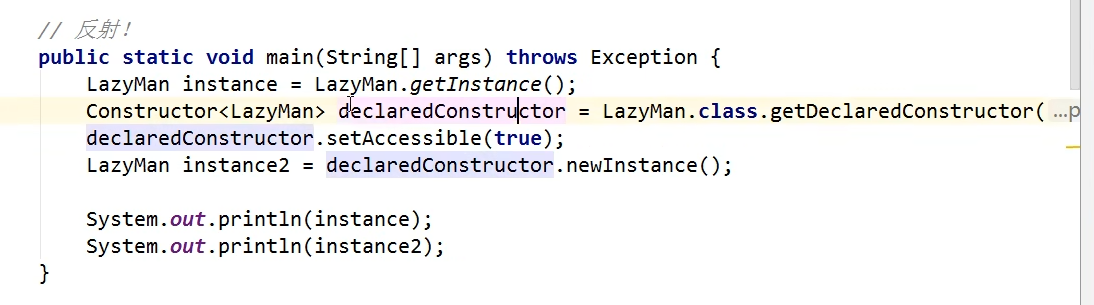 // 反射！
public static void main(String[] args) throws Exception {
LazyMan instance = LazyMan.getInstance();
Constructor<LazyMan> declaredConstructor = LazyMan.class.getDeclaredConstructor( …p
declaredConstructor.setAccessible(true);
LazyMan instance2 = declaredConstructor.newInstance();
System.out.println(instance);
System.out.println(instance2);
}